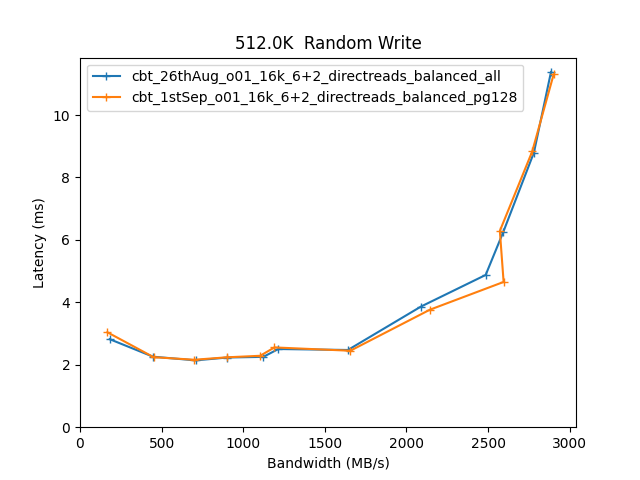 512.0K  Random Write
cbt_26thAug_o01_16k_6+2_directreads_balanced_all
cbt_1stSep_o01_16k_6+2_directreads_balanced_pg128
Latency (ms)
10
8
6
4
2
0
0 500 1000 1500 2000 2500 3000
Bandwidth (MB/s)